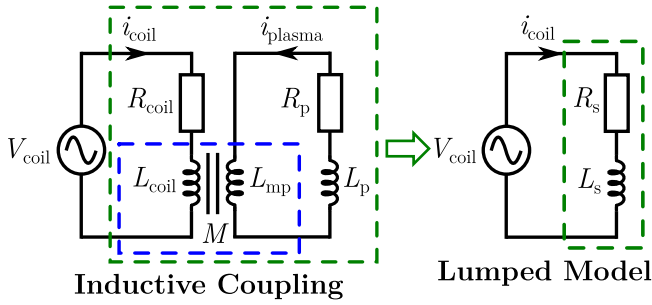 i_coil i_plasma i_coil
R_coil R_p R_s
V_coil L_coil L_mp L_p V_coil L_s
M
Inductive Coupling Lumped Model